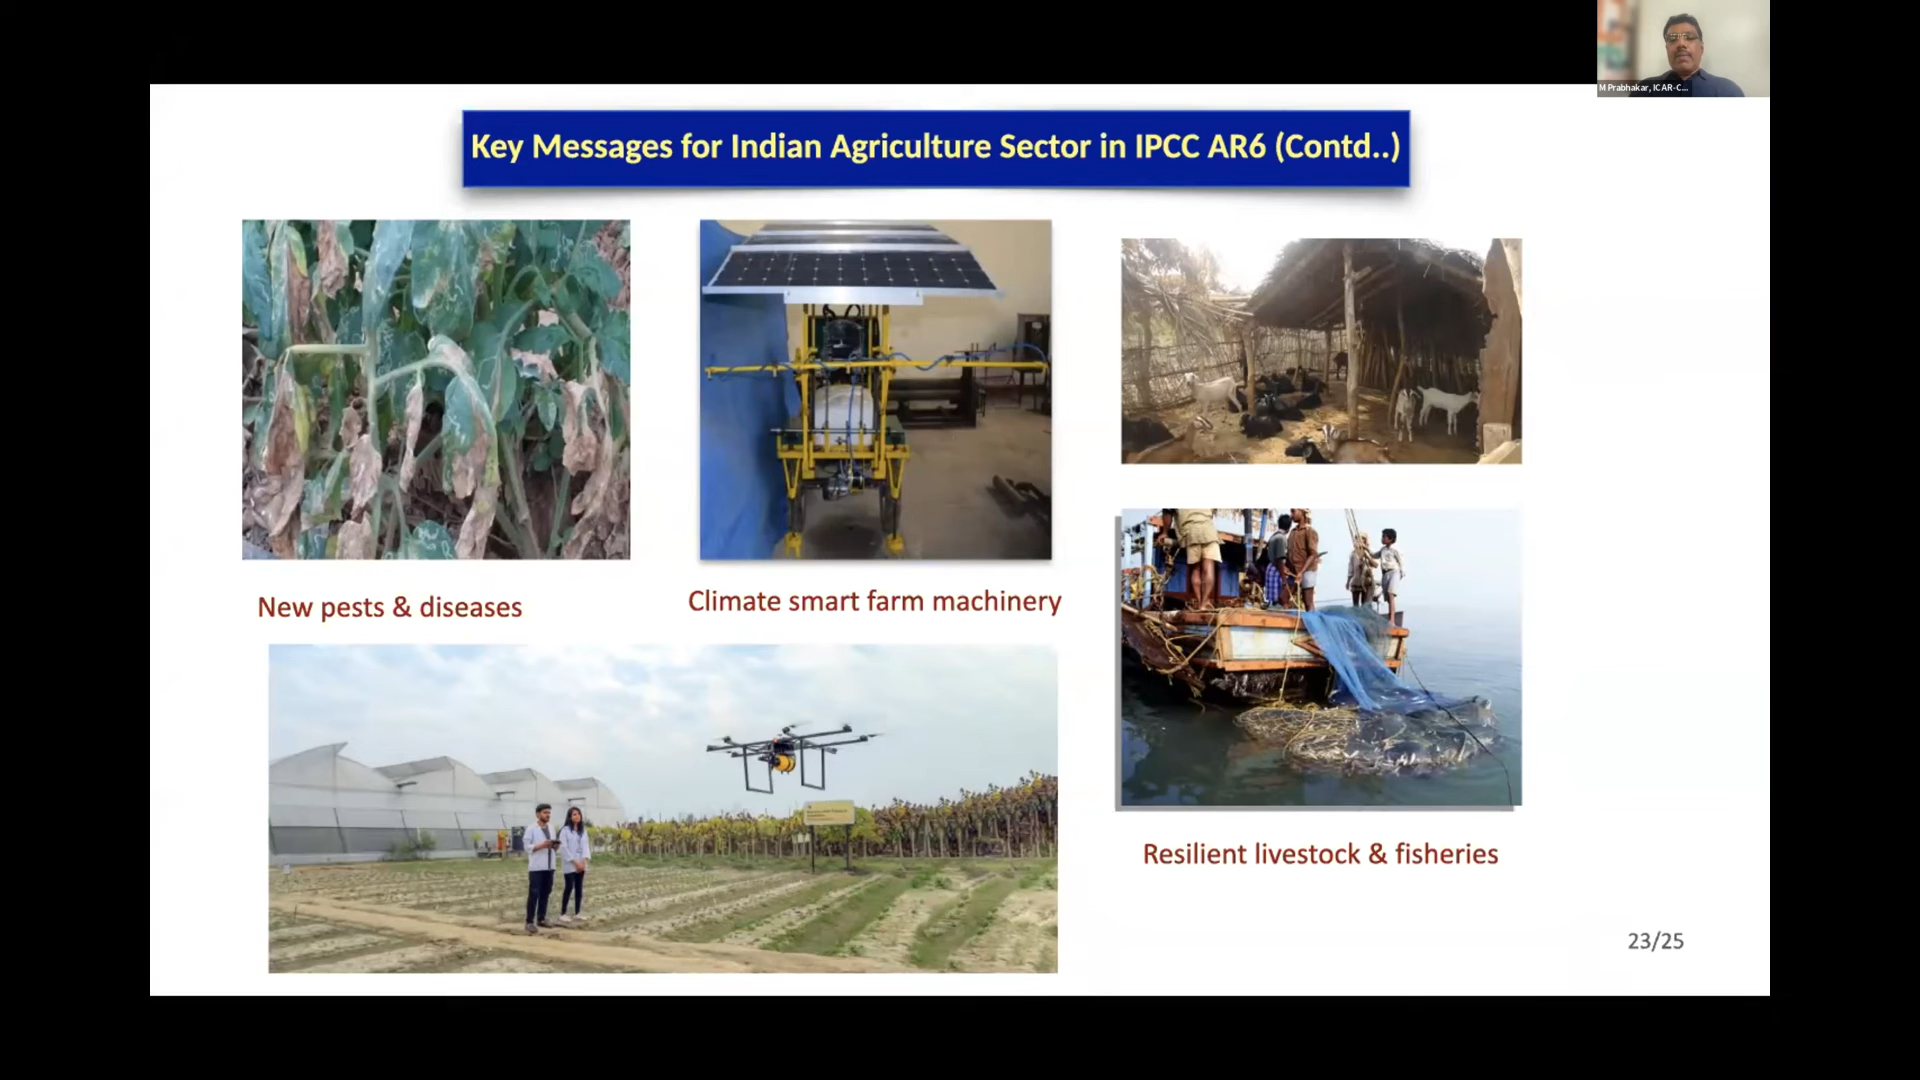 M Prabhakar, ICAR-C...
Key Messages for Indian Agriculture Sector in IPCC AR6 (Contd..)
New pests & diseases
Climate smart farm machinery
Resilient livestock & fisheries
23/25